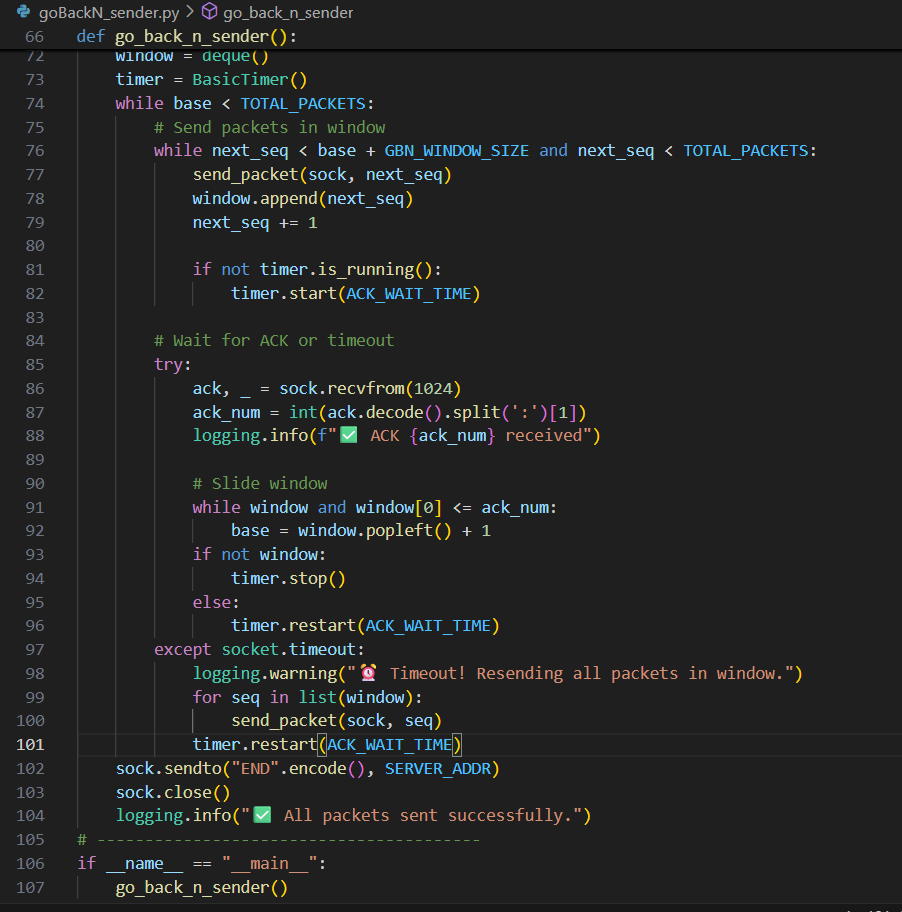 goBackN_sender.py > go_back_n_sender
66 def go_back_n_sender():
72     window = deque()
73     timer = BasicTimer()
74     while base < TOTAL_PACKETS:
75         # Send packets in window
76         while next_seq < base + GBN_WINDOW_SIZE and next_seq < TOTAL_PACKETS:
77             send_packet(sock, next_seq)
78             window.append(next_seq)
79             next_seq += 1
80
81             if not timer.is_running():
82                 timer.start(ACK_WAIT_TIME)
83
84         # Wait for ACK or timeout
85         try:
86             ack, _ = sock.recvfrom(1024)
87             ack_num = int(ack.decode().split(':')[1])
88             logging.info(f"✅ ACK {ack_num} received")
89
90             # Slide window
91             while window and window[0] <= ack_num:
92                 base = window.popleft() + 1
93             if not window:
94                 timer.stop()
95             else:
96                 timer.restart(ACK_WAIT_TIME)
97         except socket.timeout:
98             logging.warning("⏰ Timeout! Resending all packets in window.")
99             for seq in list(window):
100                 send_packet(sock, seq)
101             timer.restart(ACK_WAIT_TIME)
102     sock.sendto("END".encode(), SERVER_ADDR)
103     sock.close()
104     logging.info("✅ All packets sent successfully.")
105 # ----------------------------------------
106 if __name__ == "__main__":
107     go_back_n_sender()